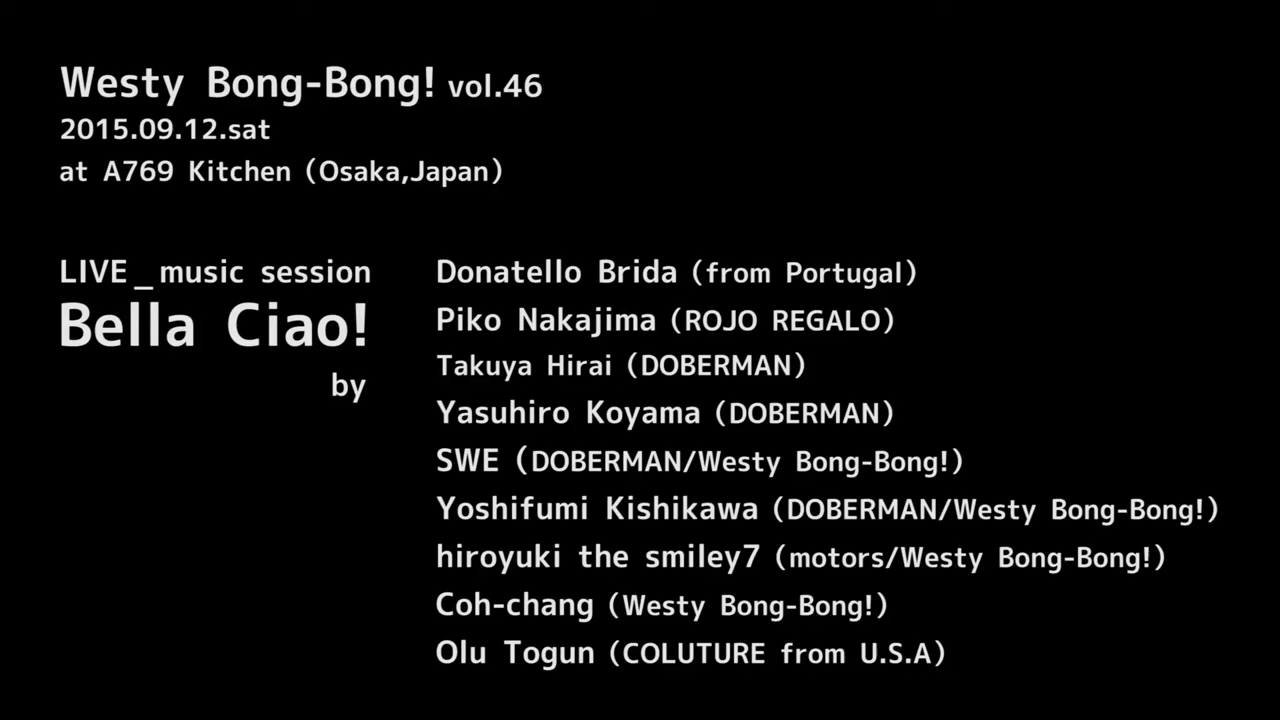 Westy Bong-Bong! vol.46
2015.09.12.sat
at A769 Kitchen (Osaka,Japan)
LIVE_music session
Bella Ciao!
by
Donatello Brida (from Portugal)
Piko Nakajima (ROJO REGALO)
Takuya Hirai (DOBERMAN)
Yasuhiro Koyama (DOBERMAN)
SWE (DOBERMAN/Westy Bong-Bong!)
Yoshifumi Kishikawa (DOBERMAN/Westy Bong-Bong!)
hiroyuki the smiley7 (motors/Westy Bong-Bong!)
Coh-chang (Westy Bong-Bong!)
Olu Togun (COLUTURE from U.S.A)